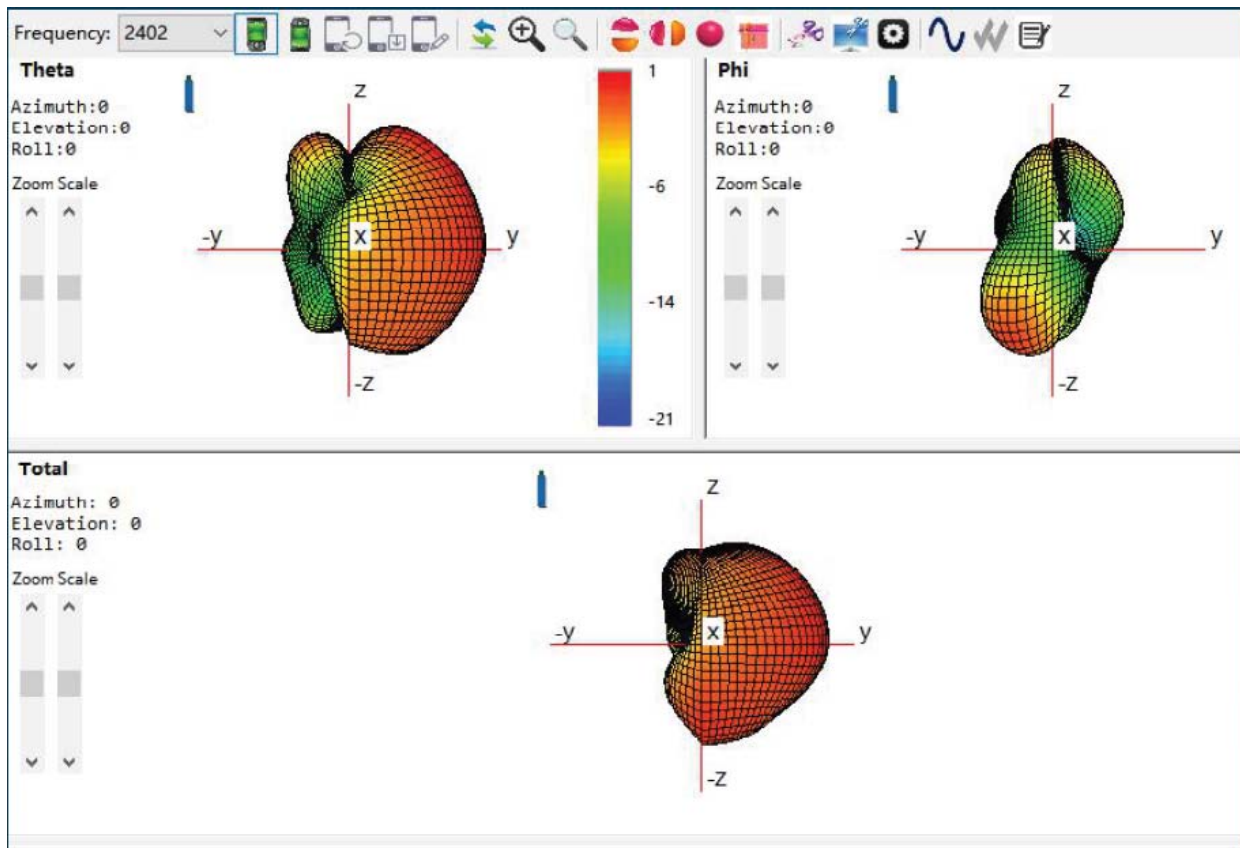 Frequency: 2402
Theta
Azimuth:0
Elevation:0
Roll:0
Zoom Scale
z
-y
x
y
-z
1
-6
-14
-21
Phi
Azimuth:0
Elevation:0
Roll:0
Zoom Scale
z
-y
x
y
-z
Total
Azimuth: 0
Elevation: 0
Roll: 0
Zoom Scale
z
-y
x
y
-z